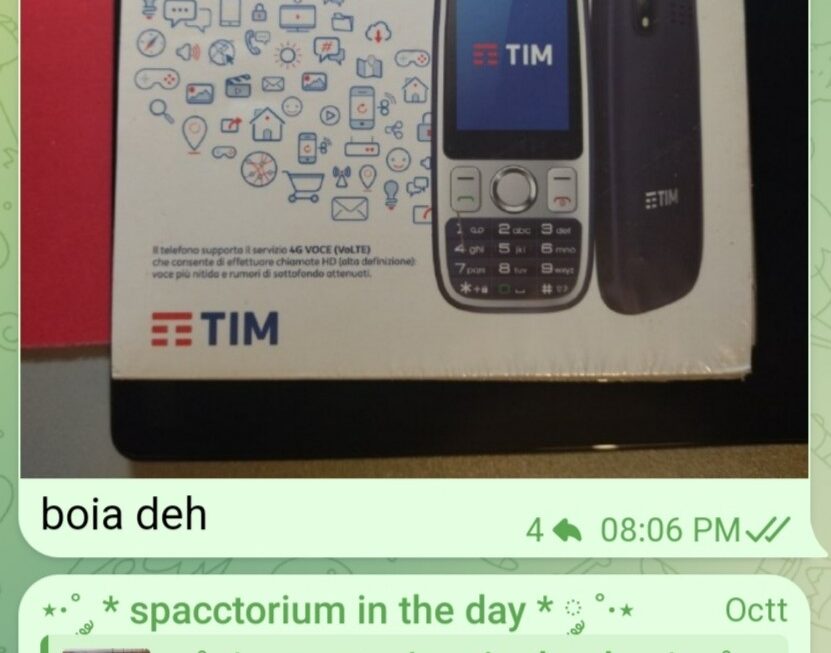 TIM
TIM
1 2 abc 3 def
4 ghi 5 jkl 6 mno
7 pqrs 8 tuv 9 wxyz
* + #
Il telefono supporta il servizio 4G VOCE (VoLTE)
che consente di effettuare chiamate HD (alta definizione):
voce più nitida e rumori di sottofondo attenuati.
TIM
boia deh
4 08:06 PM
* spacctorium in the day *
Octt